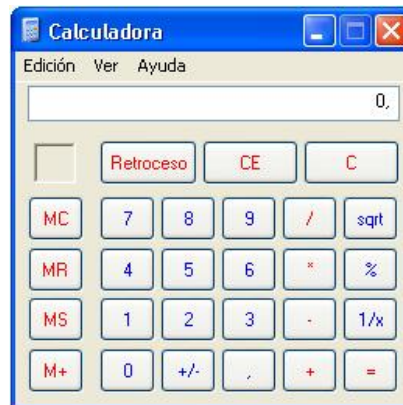 Calculadora
Edición Ver Ayuda
0,
Retroceso CE C
MC 7 8 9 / sqrt
MR 4 5 6 * %
MS 1 2 3 - 1/x
M+ 0 +/- , + =